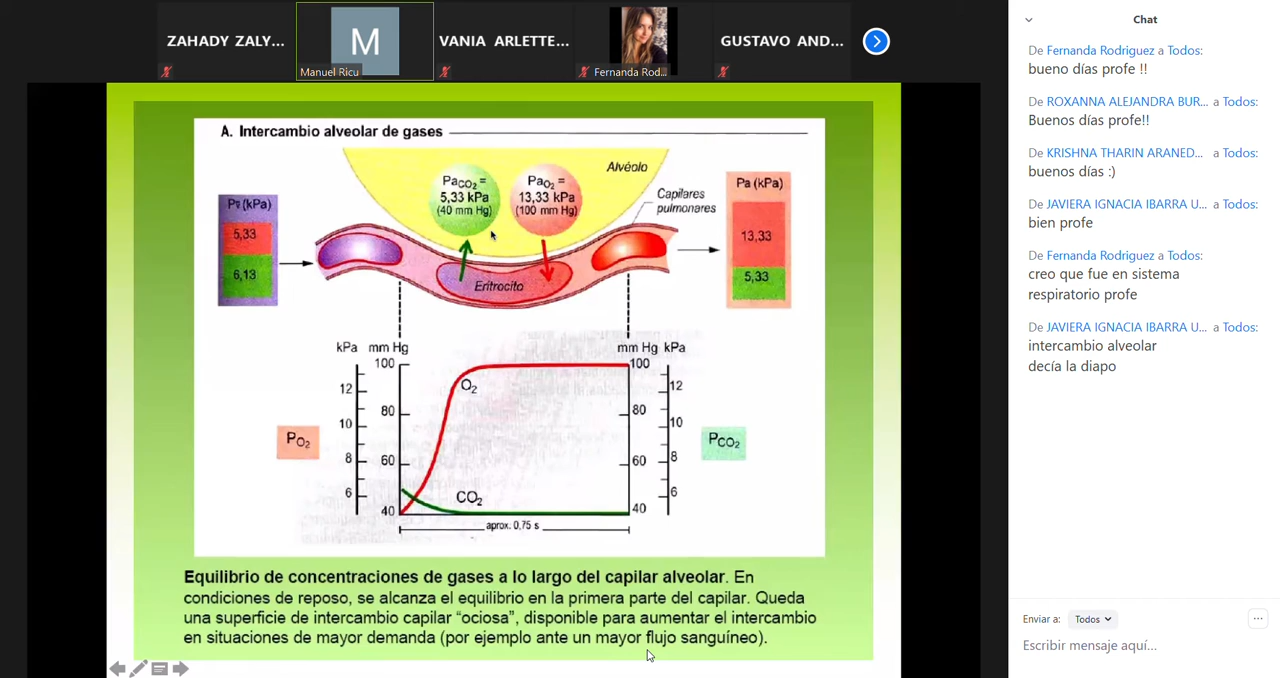 ZAHADY ZALY...
M
Manuel Ricu
VANIA ARLETTE...
Fernanda Rod...
GUSTAVO AND...
A. Intercambio alveolar de gases
Alvéolo
PaCO2 =
5,33 kPa
(40 mm Hg)
PaO2 =
13,33 kPa
(100 mm Hg)
Capilares
pulmonares
Pv̅ (kPa)
5,33
6,13
Eritrocito
Pa (kPa)
13,33
5,33
kPa mm Hg
mm Hg kPa
100
12
80
10
8
60
6
40
PO2
O2
CO2
aprox. 0,75 s
100
12
80
10
60
8
6
40
PCO2
Equilibrio de concentraciones de gases a lo largo del capilar alveolar. En
condiciones de reposo, se alcanza el equilibrio en la primera parte del capilar. Queda
una superficie de intercambio capilar “ociosa”, disponible para aumentar el intercambio
en situaciones de mayor demanda (por ejemplo ante un mayor flujo sanguíneo).
Chat
De Fernanda Rodriguez a Todos:
bueno días profe !!
De ROXANNA ALEJANDRA BUR... a Todos:
Buenos días profe!!
De KRISHNA THARIN ARANED... a Todos:
buenos días :)
De JAVIERA IGNACIA IBARRA U... a Todos:
bien profe
De Fernanda Rodriguez a Todos:
creo que fue en sistema
respiratorio profe
De JAVIERA IGNACIA IBARRA U... a Todos:
intercambio alveolar
decía la diapo
Enviar a: Todos
...
Escribir mensaje aquí...